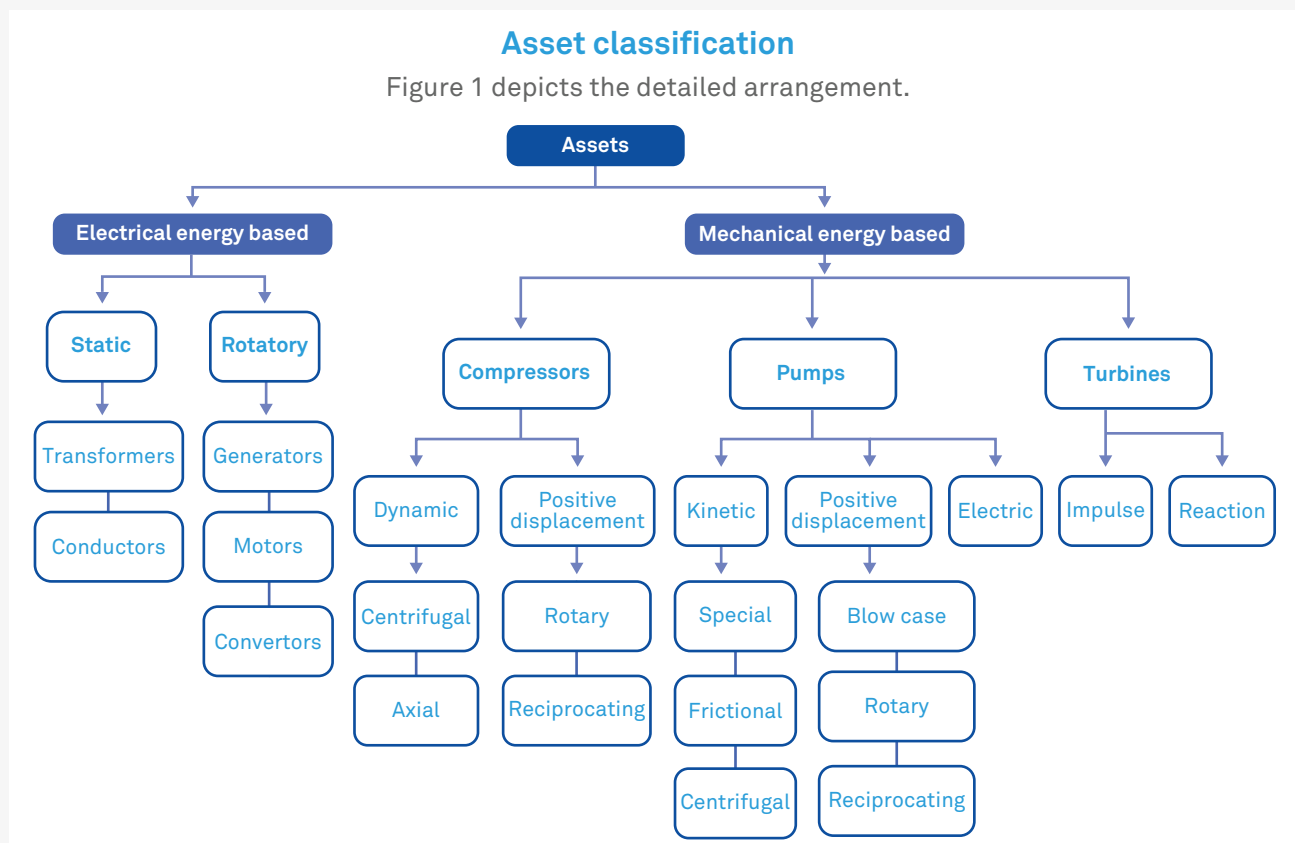 Asset classification
Figure 1 depicts the detailed arrangement.
Assets
Electrical energy based
Mechanical energy based
Static
Rotatory
Compressors
Pumps
Turbines
Transformers
Generators
Conductors
Motors
Convertors
Dynamic
Positive
displacement
Kinetic
Positive
displacement
Electric
Impulse
Reaction
Centrifugal
Rotary
Special
Blow case
Axial
Reciprocating
Frictional
Rotary
Centrifugal
Reciprocating